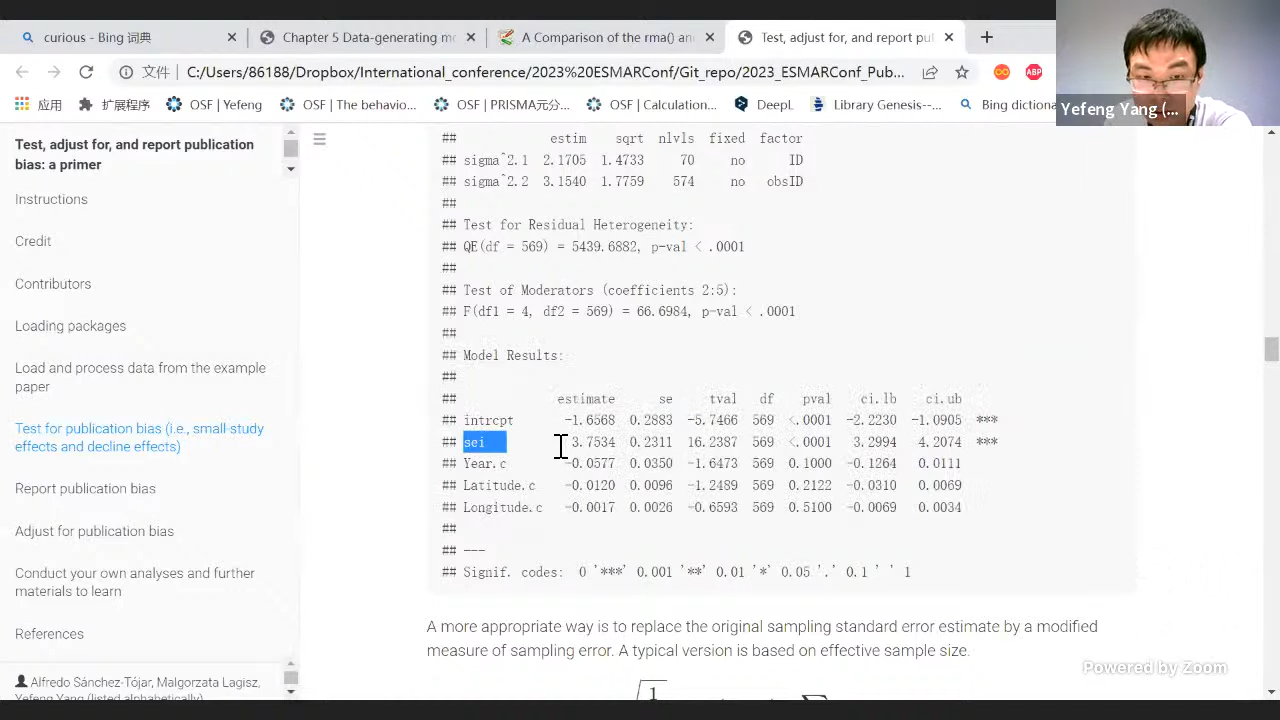 curious - Bing 词典
Chapter 5 Data-generating mo
A Comparison of the rma() an
Test, adjust for, and report pul
文件
C:/Users/86188/Dropbox/International_conference/2023%20ESMARConf/Git_repo/2023_ESMARConf_Pub...
ABP
应用
扩展程序
OSF | Yefeng
OSF | The behavio...
OSF | PRISMA元分...
OSF | Calculation...
DeepL
Library Genesis--..
Bing dictiona
Yefeng Yang (...
Test, adjust for, and report publication
bias: a primer
Instructions
Credit
Contributors
Loading packages
Load and process data from the example
paper
Test for publication bias (i.e., small-study
effects and decline effects)
Report publication bias
Adjust for publication bias
Conduct your own analyses and further
materials to learn
References
Alfredo Sánchez-Tójar, Malgorzata Lagisz,
Yefeng Yang (listed alphabetically)
## estim sqrt nlvls fixed factor
## sigma^2.1 2.1705 1.4733 70 no ID
## sigma^2.2 3.1540 1.7759 574 no obsID
##
## Test for Residual Heterogeneity:
## QE(df = 569) = 5439.6882, p-val < .0001
##
## Test of Moderators (coefficients 2:5):
## F(df1 = 4, df2 = 569) = 66.6984, p-val < .0001
##
## Model Results:
##
## estimate se tval df pval ci.lb ci.ub
## intrcpt -1.6568 0.2883 -5.7466 569 <.0001 -2.2230 -1.0905 ***
## sei 3.7534 0.2311 16.2387 569 <.0001 3.2994 4.2074 ***
## Year.c -0.0577 0.0350 -1.6473 569 0.1000 -0.1264 0.0111
## Latitude.c -0.0120 0.0096 -1.2489 569 0.2122 -0.0310 0.0069
## Longitude.c -0.0017 0.0026 -0.6593 569 0.5100 -0.0069 0.0034
##
## ---
## Signif. codes: 0 '***' 0.001 '**' 0.01 '*' 0.05 '.' 0.1 ' ' 1
A more appropriate way is to replace the original sampling standard error estimate by a modified
measure of sampling error. A typical version is based on effective sample size.
Powered by Zoom